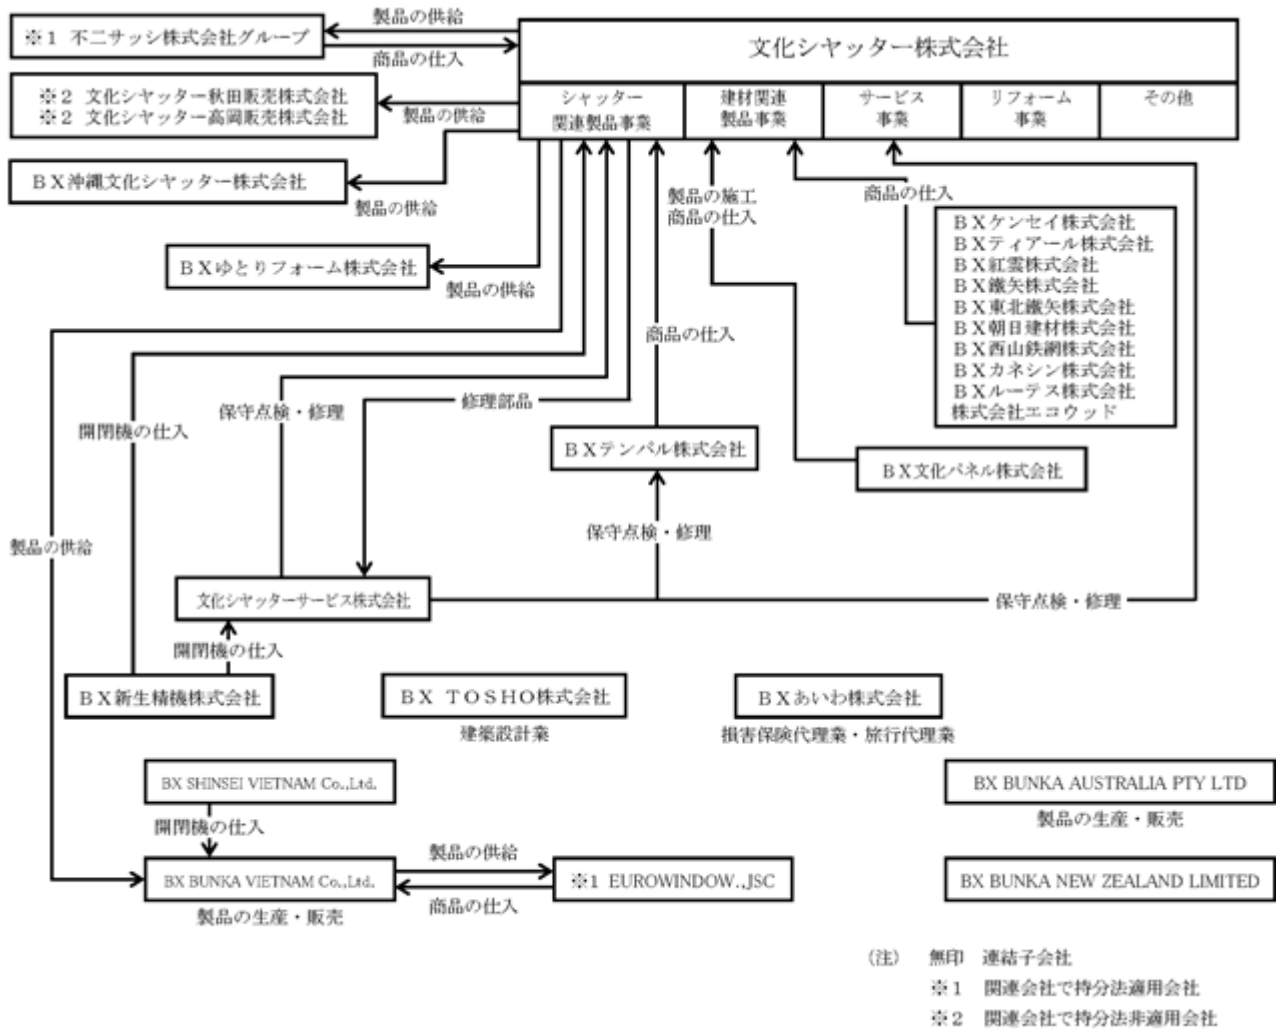 製品の供給
※1 不二サッシ株式会社グループ
商品の仕入
文化シヤッター株式会社
シャッター
関連製品事業
建材関連
製品事業
サービス
事業
リフォーム
事業
その他
※2 文化シヤッター秋田販売株式会社
※2 文化シヤッター高岡販売株式会社
製品の供給
BX沖縄文化シヤッター株式会社
製品の供給
製品の施工
商品の仕入
商品の仕入
BXケンセイ株式会社
BXティアール株式会社
BX紅雲株式会社
BX鐵矢株式会社
BX東北鐵矢株式会社
BX朝日建材株式会社
BX西山鉄網株式会社
BXカネシン株式会社
BXルーテス株式会社
株式会社エコウッド
BXゆとりフォーム株式会社
製品の供給
商品の仕入
保守点検・修理
修理部品
開閉機の仕入
BXテンパル株式会社
BX文化パネル株式会社
保守点検・修理
製品の供給
文化シヤッターサービス株式会社
保守点検・修理
開閉機の仕入
BX新生精機株式会社
BX TOSHO株式会社
建築設計業
BXあいわ株式会社
損害保険代理業・旅行代理業
BX SHINSEI VIETNAM Co.,Ltd.
BX BUNKA AUSTRALIA PTY LTD
製品の生産・販売
開閉機の仕入
製品の供給
BX BUNKA VIETNAM Co.,Ltd.
※1 EUROWINDOW.,JSC
BX BUNKA NEW ZEALAND LIMITED
商品の仕入
製品の生産・販売
(注) 無印 連結子会社
※1 関連会社で持分法適用会社
※2 関連会社で持分法非適用会社